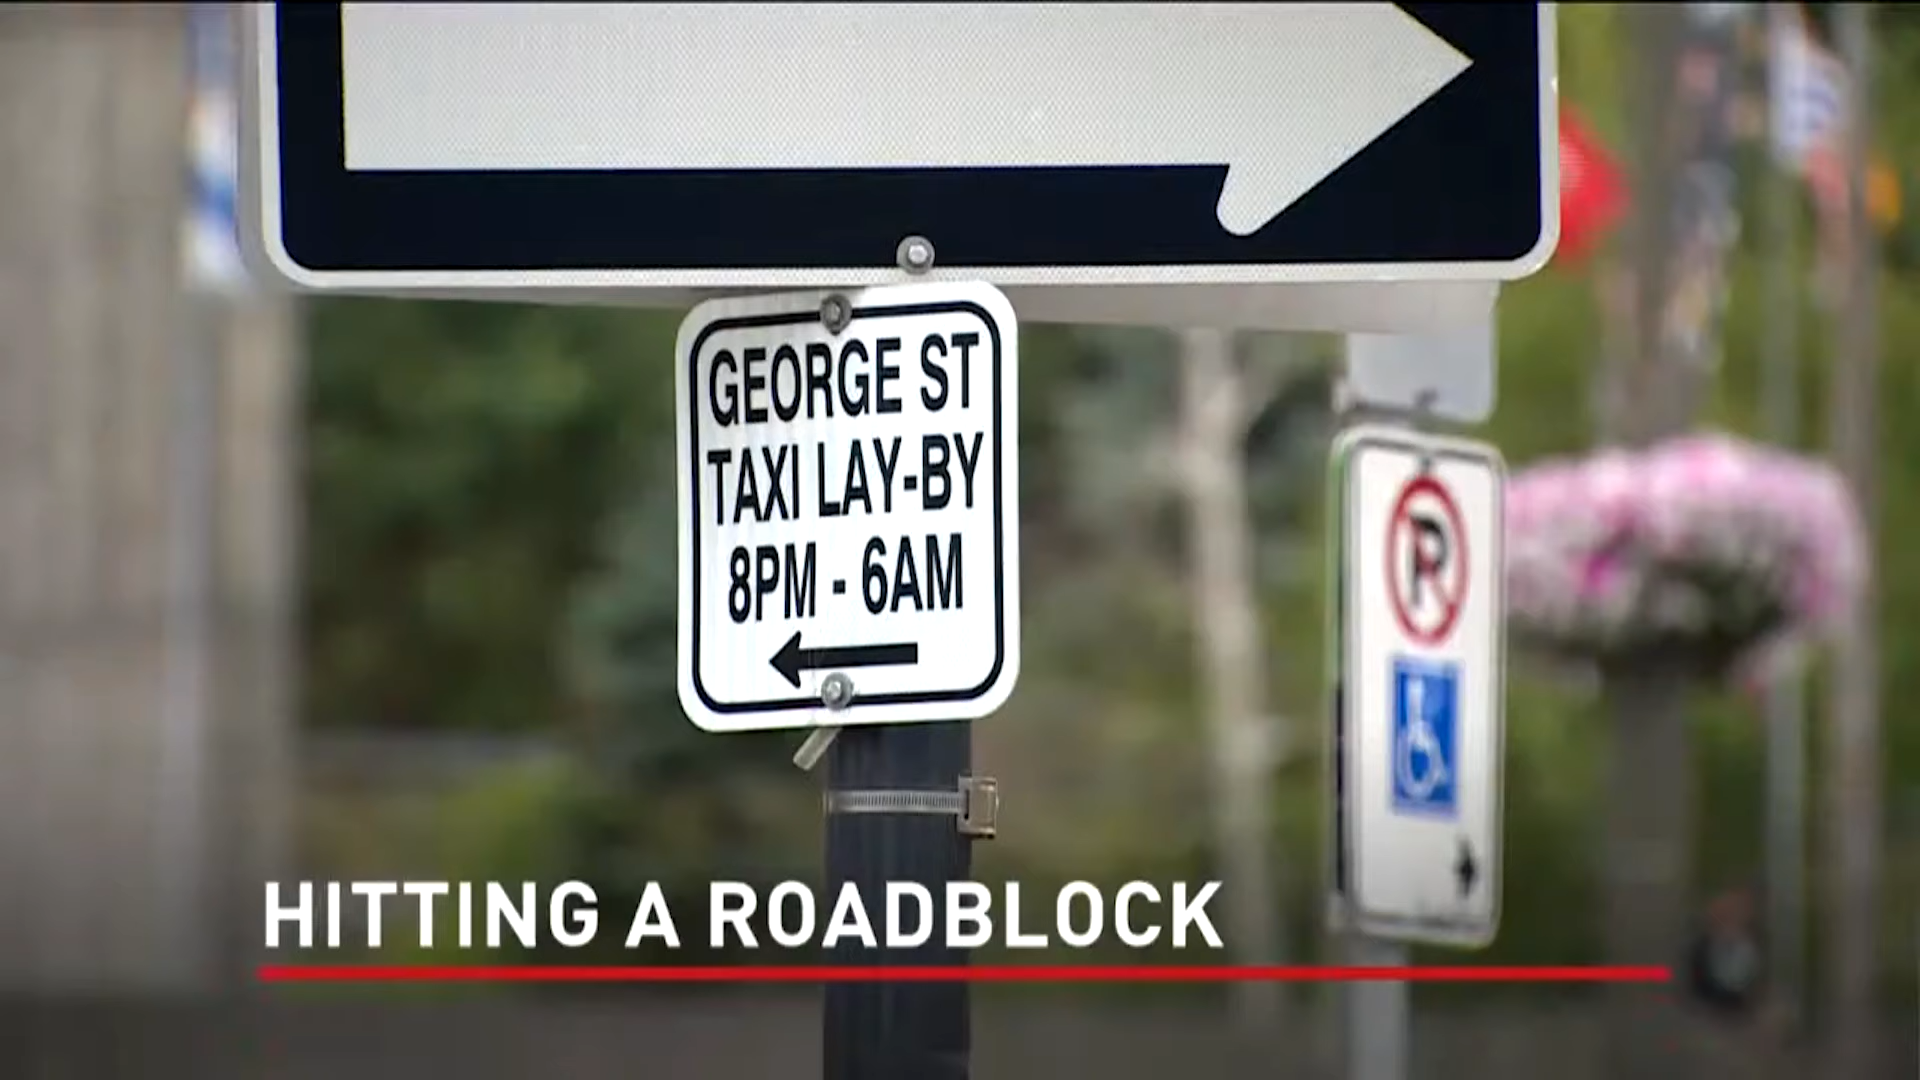 GEORGE ST
TAXI LAY-BY
8PM - 6AM
P
HITTING A ROADBLOCK